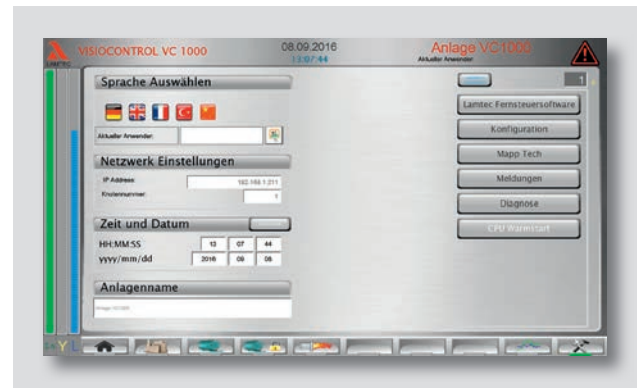 LAMTEC
VISIOCONTROL VC 1000
08.09.2016
13:07:44
Anlage VC1000
Aktueller Anwender:
Sprache Auswählen
Aktueller Anwender:
Netzwerk Einstellungen
IP Address:
192.168.1.211
Knotennummer:
1
Zeit und Datum
HH:MM:SS
13 07 44
yyyy/mm/dd
2016 09 08
Anlagenname
Anlage VC1000
1
Lamtec Fernsteuersoftware
Konfiguration
Mapp Tech
Meldungen
Diagnose
CPU Warmstart
Y L